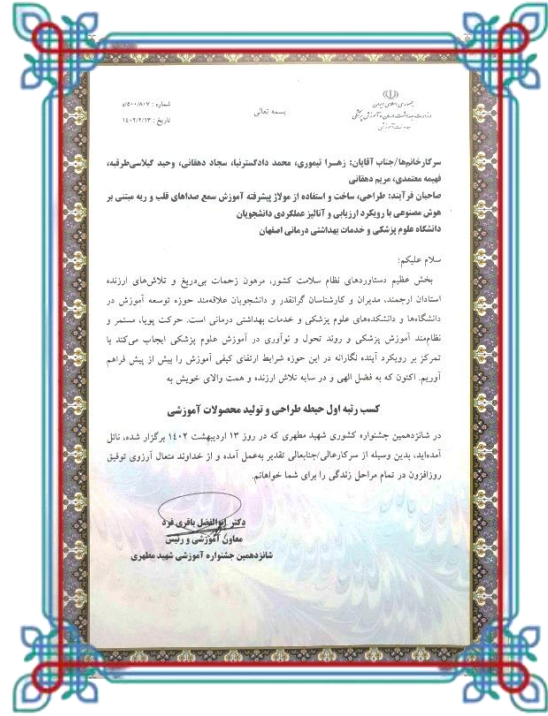 بسمه تعالی
جمهوری اسلامی ایران
وزارت بهداشت، درمان و آموزش پزشکی
معاونت آموزشی
شماره : ۵۰۰/۸۰۷/د
تاریخ : ۱۴۰۲/۲/۱۳
سرکارخانم‌ها/جناب آقایان: زهـرا تیموری، محمد دادگسترنیا، سجاد دهقانی، وحید گیلاسی‌طرقبه،
فهیمه معتمدی، مریم دهقانی
صاحبان فرآیند: طراحی، ساخت و استفاده از مولاژ پیشرفته آموزش سمع صداهای قلب و ریه مبتنی بر
هوش مصنوعی با رویکرد ارزیابی و آنالیز عملکردی دانشجویان
دانشگاه علوم پزشکی و خدمات بهداشتی درمانی اصفهان
سلام علیکم:
بخش عظیم دستاوردهای نظام سلامت کشور، مرهون زحمات بی‌دریغ و تلاش‌های ارزنده
استادان ارجمند، مدیران و کارشناسان گرانقدر و دانشجویان علاقه‌مند حوزه توسعه آموزش در
دانشگاه‌ها و دانشکده‌های علوم پزشکی و خدمات بهداشتی درمانی است. حرکت پویا، مستمر و
نظام‌مند آموزش پزشکی و روند تحول و نوآوری در آموزش علوم پزشکی ایجاب می‌کند با
تمرکز بر رویکرد آینده نگارانه در این حوزه شرایط ارتقای کیفی آموزش را بیش از پیش فراهم
آوریم. اکنون که به فضل الهی و در سایه تلاش ارزنده و همت والای خویش به
کسب رتبه اول حیطه طراحی و تولید محصولات آموزشی
در شانزدهمین جشنواره کشوری شهید مطهری که در روز ۱۳ اردیبهشت ۱۴۰۲ برگزار شده، نائل
آمده‌اید، بدین وسیله از سرکارعالی/جنابعالی تقدیر به‌عمل آمده و از خداوند متعال آرزوی توفیق
روزافزون در تمام مراحل زندگی را برای شما خواهانم.
دکتر ابوالفضل باقری فرد
معاون آموزشی و رئیس
شانزدهمین جشنواره آموزشی شهید مطهری